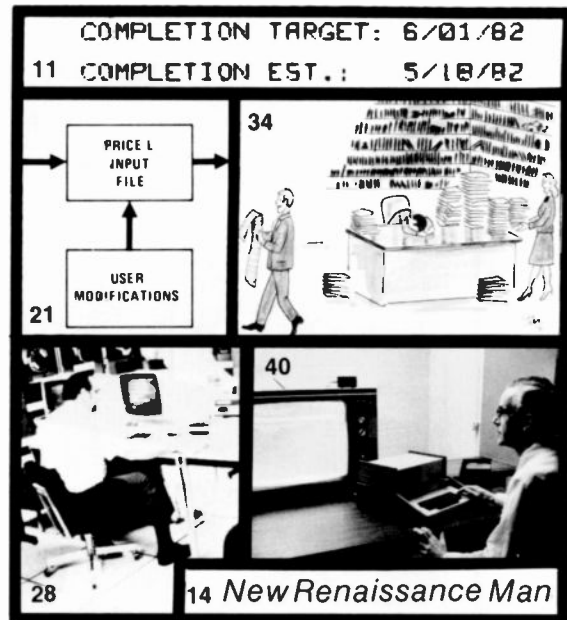 COMPLETION TARGET: 6/01/82
11 COMPLETION EST.: 5/18/82
PRICE L
INPUT
FILE
USER
MODIFICATIONS
21
34
28
40
14 New Renaissance Man